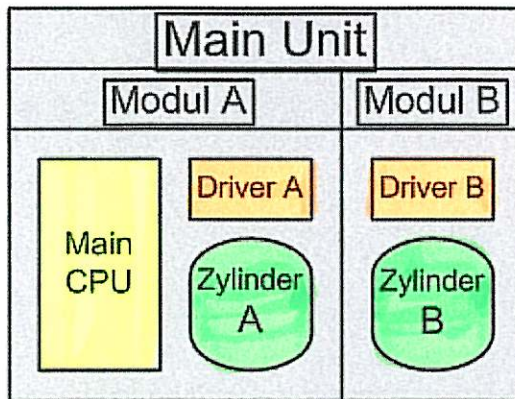 Main Unit
Modul A
Modul B
Main
CPU
Driver A
Zylinder
A
Driver B
Zylinder
B